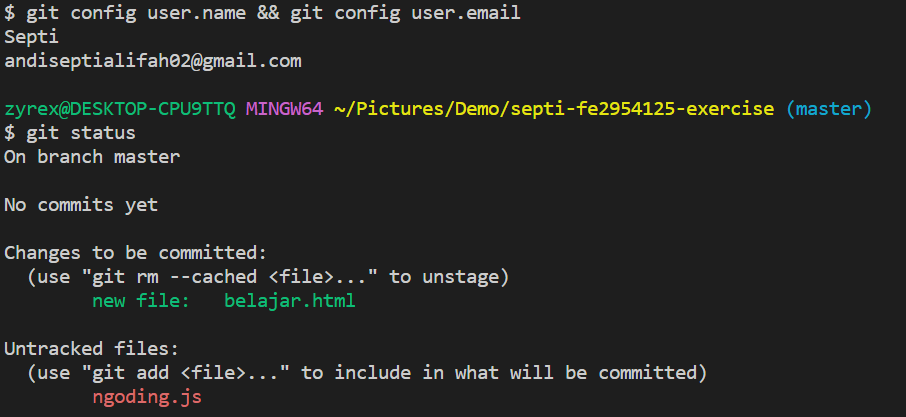 $ git config user.name && git config user.email
Septi
andiseptialifah02@gmail.com
zyrex@DESKTOP-CPU9TTQ MINGW64 ~/Pictures/Demo/septi-fe2954125-exercise (master)
$ git status
On branch master
No commits yet
Changes to be committed:
  (use "git rm --cached <file>..." to unstage)
        new file:   belajar.html
Untracked files:
  (use "git add <file>..." to include in what will be committed)
        ngoding.js